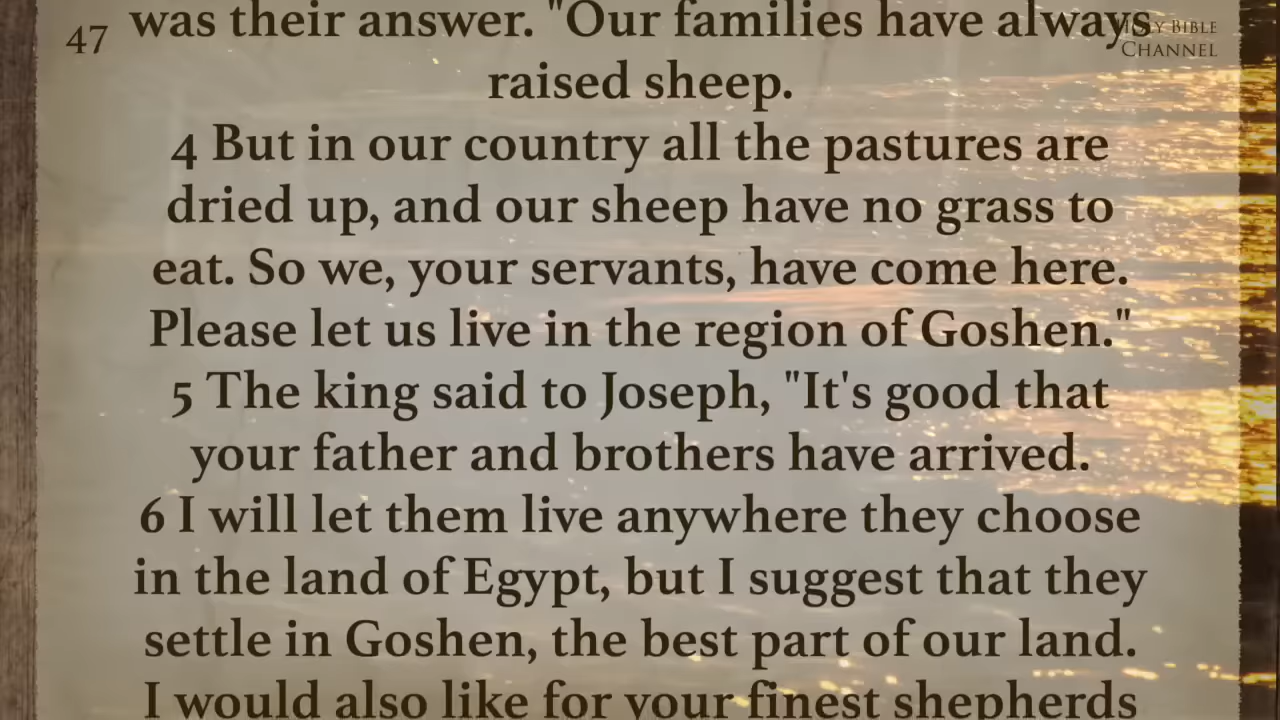 47
was their answer. "Our families have always
raised sheep.
4 But in our country all the pastures are
dried up, and our sheep have no grass to
eat. So we, your servants, have come here.
Please let us live in the region of Goshen."
5 The king said to Joseph, "It's good that
your father and brothers have arrived.
6 I will let them live anywhere they choose
in the land of Egypt, but I suggest that they
settle in Goshen, the best part of our land.
I would also like for your finest shepherds
BIBLE
CHANNEL